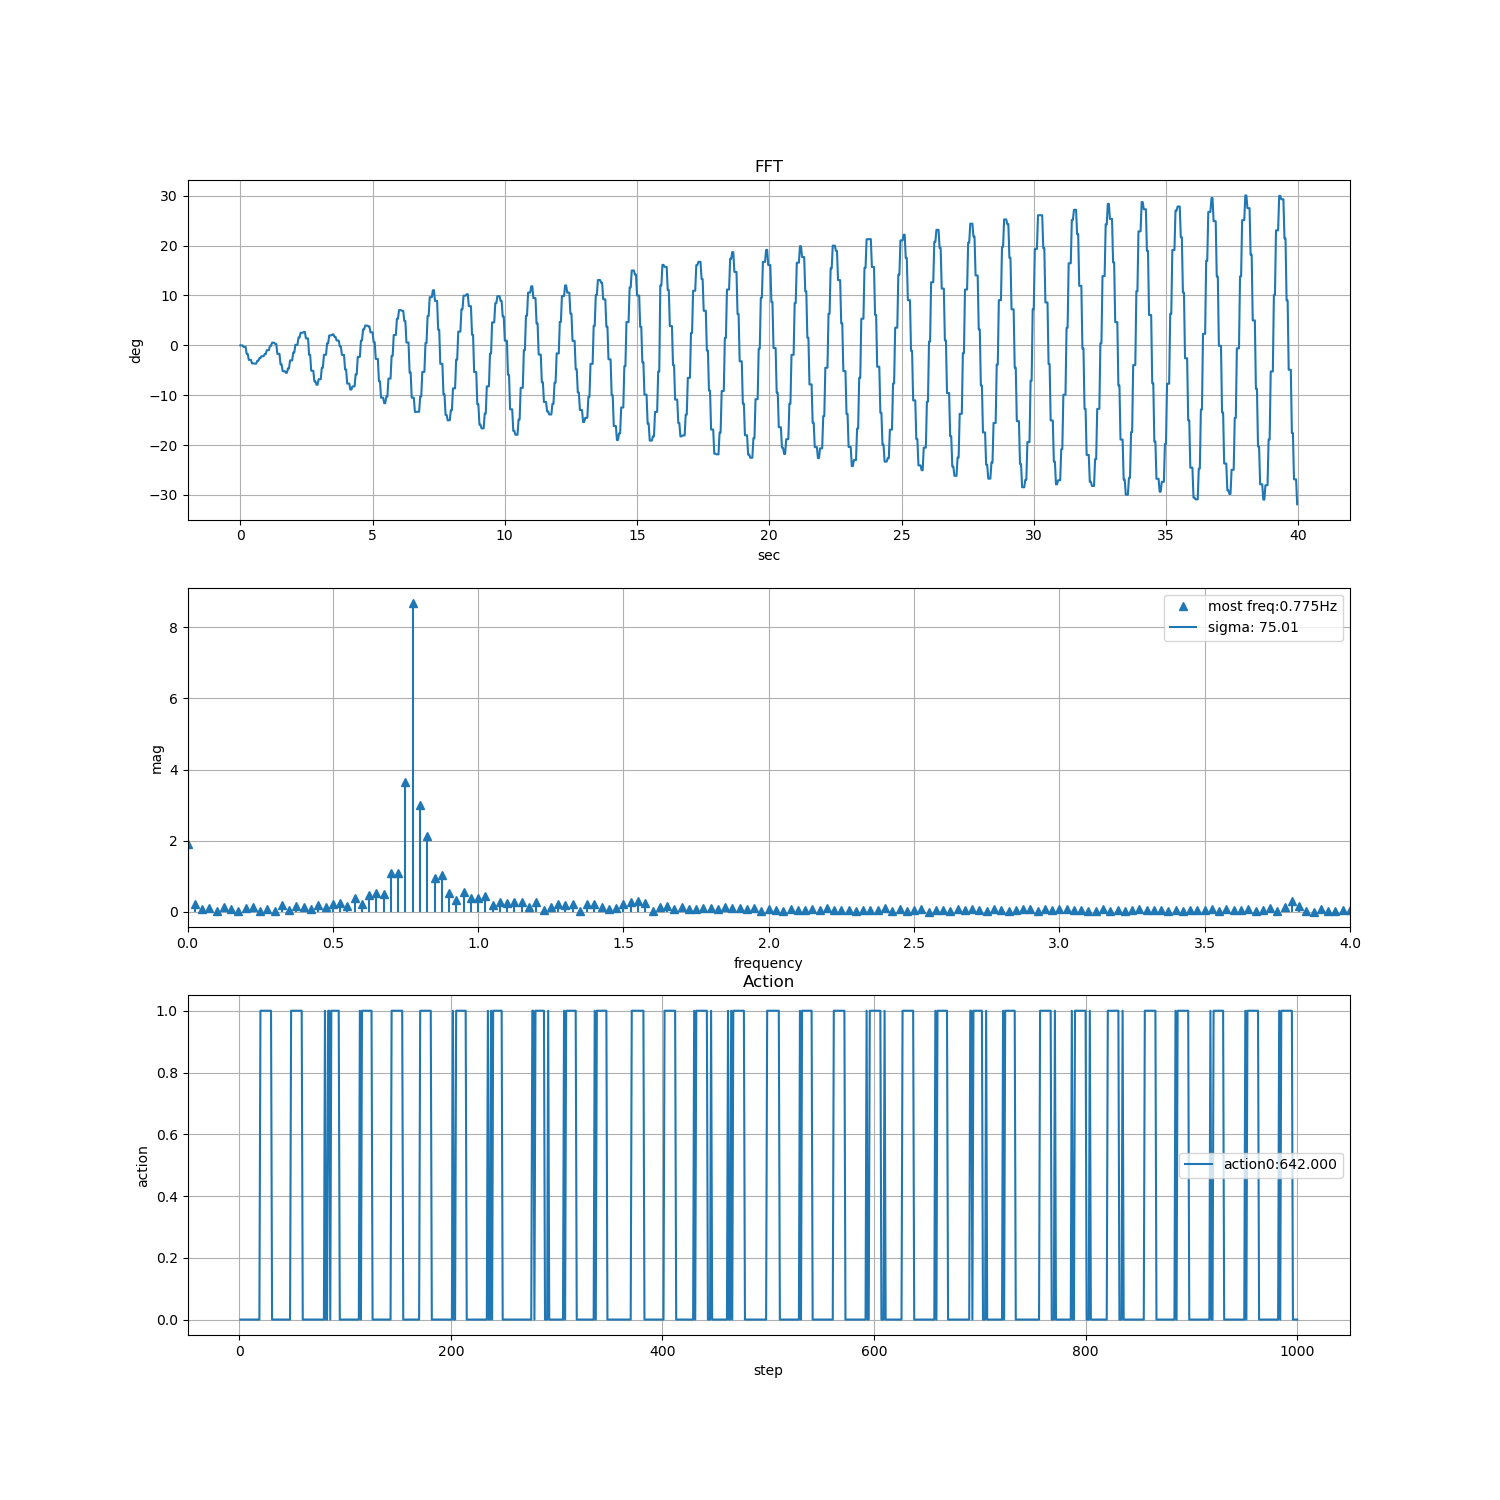 FFT
30
20
10
0
−10
−20
−30
deg
0 5 10 15 20 25 30 35 40
sec
most freq:0.775Hz
sigma: 75.01
8
6
4
2
0
mag
0.0 0.5 1.0 1.5 2.0 2.5 3.0 3.5 4.0
frequency
Action
1.0
0.8
0.6
0.4
0.2
0.0
action
action0:642.000
0 200 400 600 800 1000
step